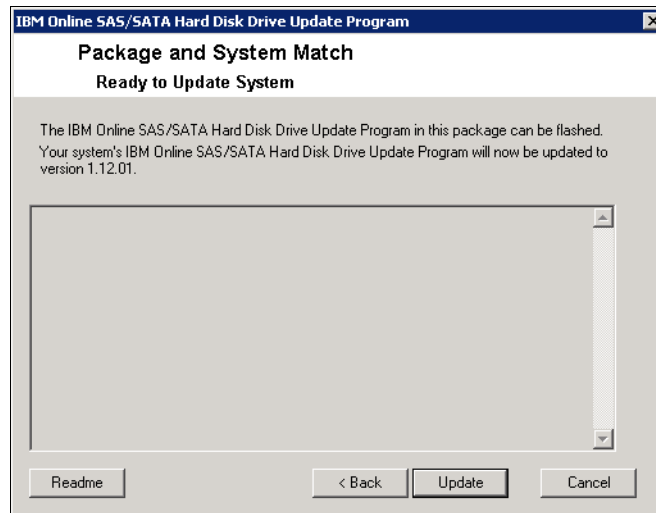 IBM Online SAS/SATA Hard Disk Drive Update Program
Package and System Match
Ready to Update System
The IBM Online SAS/SATA Hard Disk Drive Update Program in this package can be flashed.
Your system's IBM Online SAS/SATA Hard Disk Drive Update Program will now be updated to
version 1.12.01.
Readme
< Back
Update
Cancel